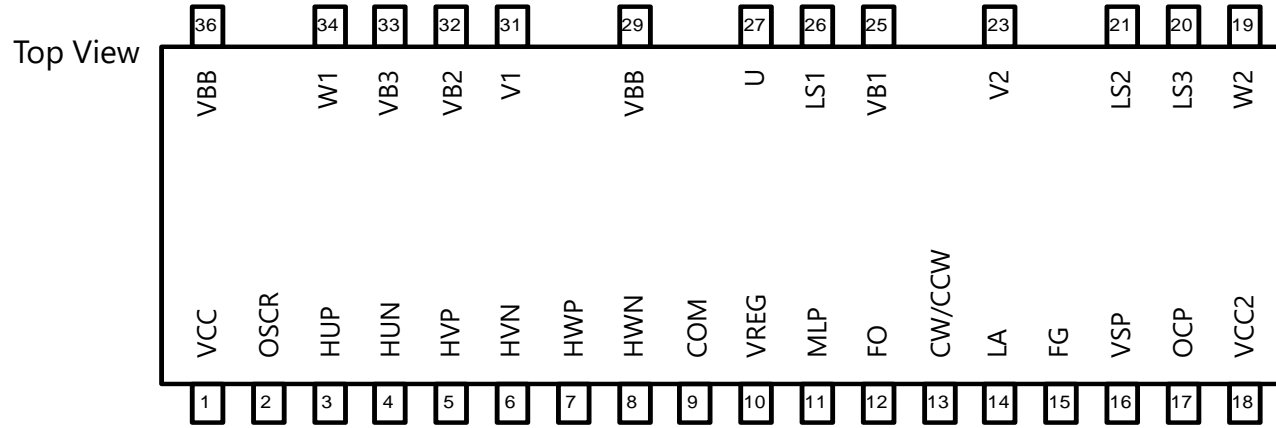 Top View
36 34 33 32 31 29 27 26 25 23 21 20 19
VBB W1 VB3 VB2 V1 VBB U LS1 VB1 V2 LS2 LS3 W2
VCC OSCR HUP HUN HVP HVN HWP HWN COM VREG MLP FO CW/CCW LA FG VSP OCP VCC2
1 2 3 4 5 6 7 8 9 10 11 12 13 14 15 16 17 18